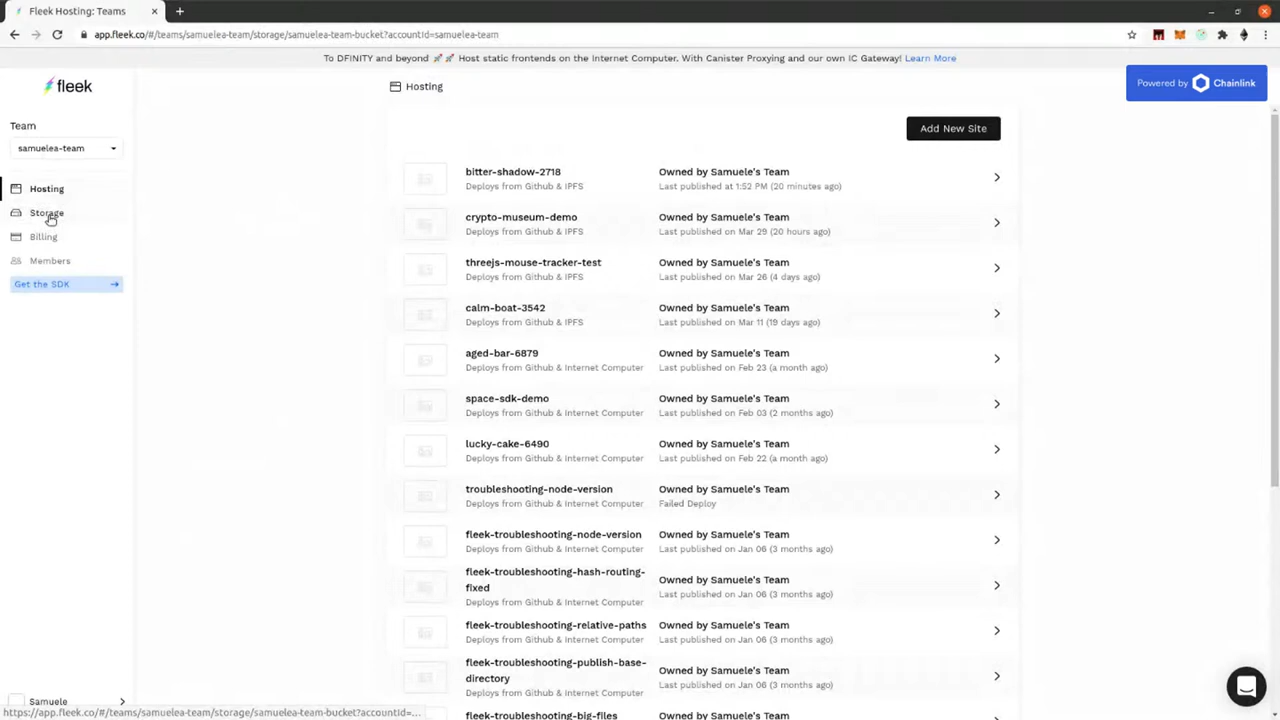 Fleek Hosting: Teams
app.fleek.co/#/teams/samuelea-team/storage/samuelea-team-bucket?accountId=samuelea-team
To DFINITY and beyond 🚀🚀 Host static frontends on the Internet Computer. With Canister Proxying and our own IC Gateway! Learn More
fleek
Hosting
Powered by Chainlink
Team
samuelea-team
Add New Site
Hosting
Storage
Billing
Members
Get the SDK
bitter-shadow-2718
Deploys from Github & IPFS
Owned by Samuele's Team
Last published at 1:52 PM (20 minutes ago)
crypto-museum-demo
Deploys from Github & IPFS
Owned by Samuele's Team
Last published on Mar 29 (20 hours ago)
threejs-mouse-tracker-test
Deploys from Github & IPFS
Owned by Samuele's Team
Last published on Mar 26 (4 days ago)
calm-boat-3542
Deploys from Github & IPFS
Owned by Samuele's Team
Last published on Mar 11 (19 days ago)
aged-bar-6879
Deploys from Github & Internet Computer
Owned by Samuele's Team
Last published on Feb 23 (a month ago)
space-sdk-demo
Deploys from Github & Internet Computer
Owned by Samuele's Team
Last published on Feb 03 (2 months ago)
lucky-cake-6490
Deploys from Github & Internet Computer
Owned by Samuele's Team
Last published on Feb 22 (a month ago)
troubleshooting-node-version
Deploys from Github & Internet Computer
Owned by Samuele's Team
Failed Deploy
fleek-troubleshooting-node-version
Deploys from Github & Internet Computer
Owned by Samuele's Team
Last published on Jan 06 (3 months ago)
fleek-troubleshooting-hash-routing-
fixed
Deploys from Github & Internet Computer
Owned by Samuele's Team
Last published on Jan 06 (3 months ago)
fleek-troubleshooting-relative-paths
Deploys from Github & Internet Computer
Owned by Samuele's Team
Last published on Jan 06 (3 months ago)
fleek-troubleshooting-publish-base-
directory
Deploys from Github & Internet Computer
Owned by Samuele's Team
Last published on Jan 06 (3 months ago)
fleek-troubleshooting-big-files
Owned by Samuele's Team
Samuele
https://app.fleek.co/#/teams/samuelea-team/storage/samuelea-team-bucket?accountId=...